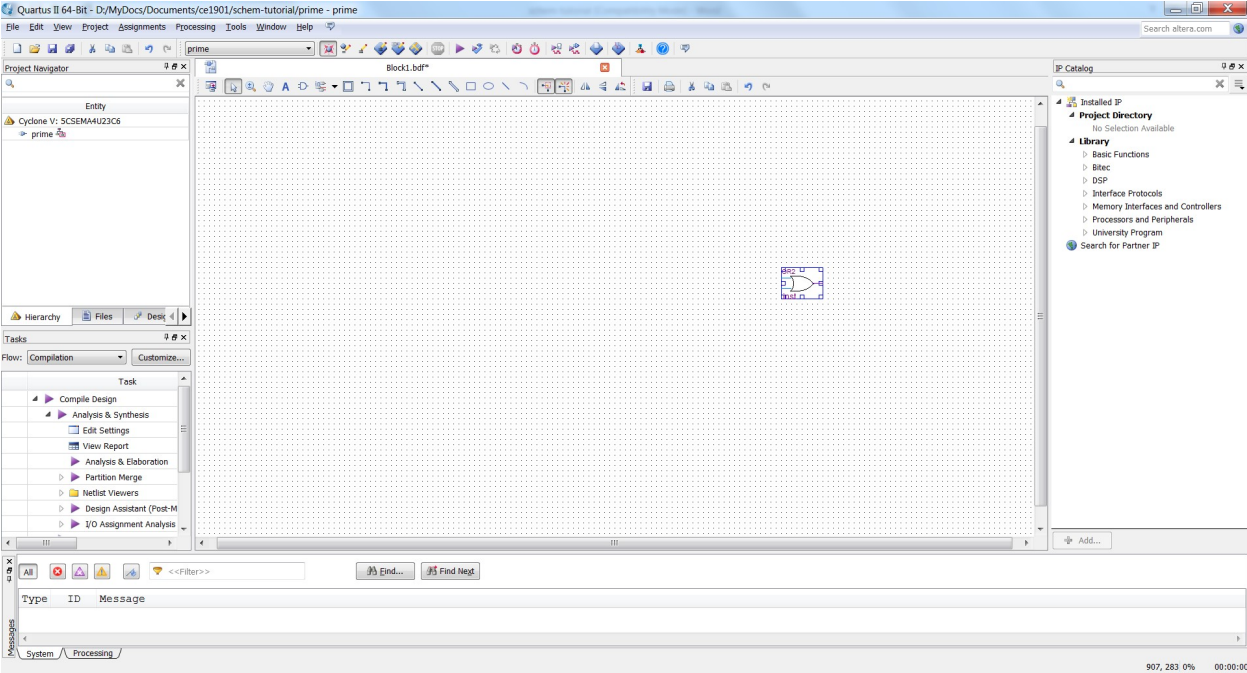 Quartus II 64-Bit - D:/MyDocs/Documents/ce1901/schem-tutorial/prime - prime
File Edit View Project Assignments Processing Tools Window Help
Search altera.com
prime
Project Navigator
Entity
Cyclone V: 5CSEMA4U23C6
prime
Hierarchy Files Desig
Tasks
Flow: Compilation Customize...
Task
Compile Design
Analysis & Synthesis
Edit Settings
View Report
Analysis & Elaboration
Partition Merge
Netlist Viewers
Design Assistant (Post-M
I/O Assignment Analysis
Block1.bdf*
OR2
inst
IP Catalog
Installed IP
Project Directory
No Selection Available
Library
Basic Functions
Bitec
DSP
Interface Protocols
Memory Interfaces and Controllers
Processors and Peripherals
University Program
Search for Partner IP
Add...
All <<Filter>> Find... Find Next
Type ID Message
Messages
System Processing
907, 283 0% 00:00:00